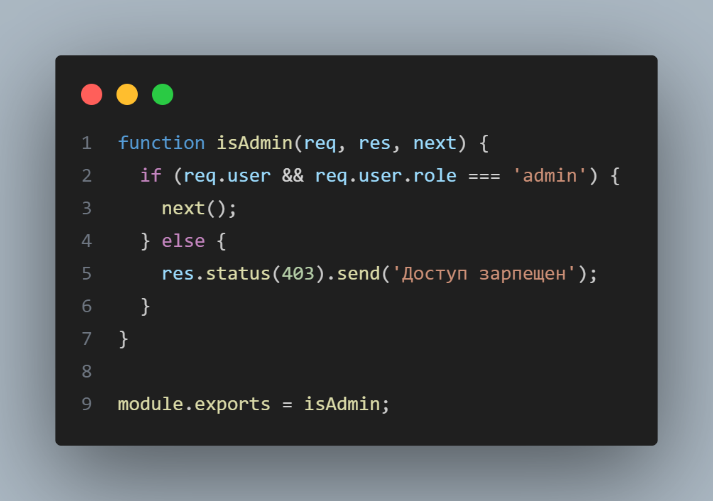 1 function isAdmin(req, res, next) {
2   if (req.user && req.user.role === 'admin') {
3     next();
4   } else {
5     res.status(403).send('Доступ зарпещен');
6   }
7 }
8
9 module.exports = isAdmin;